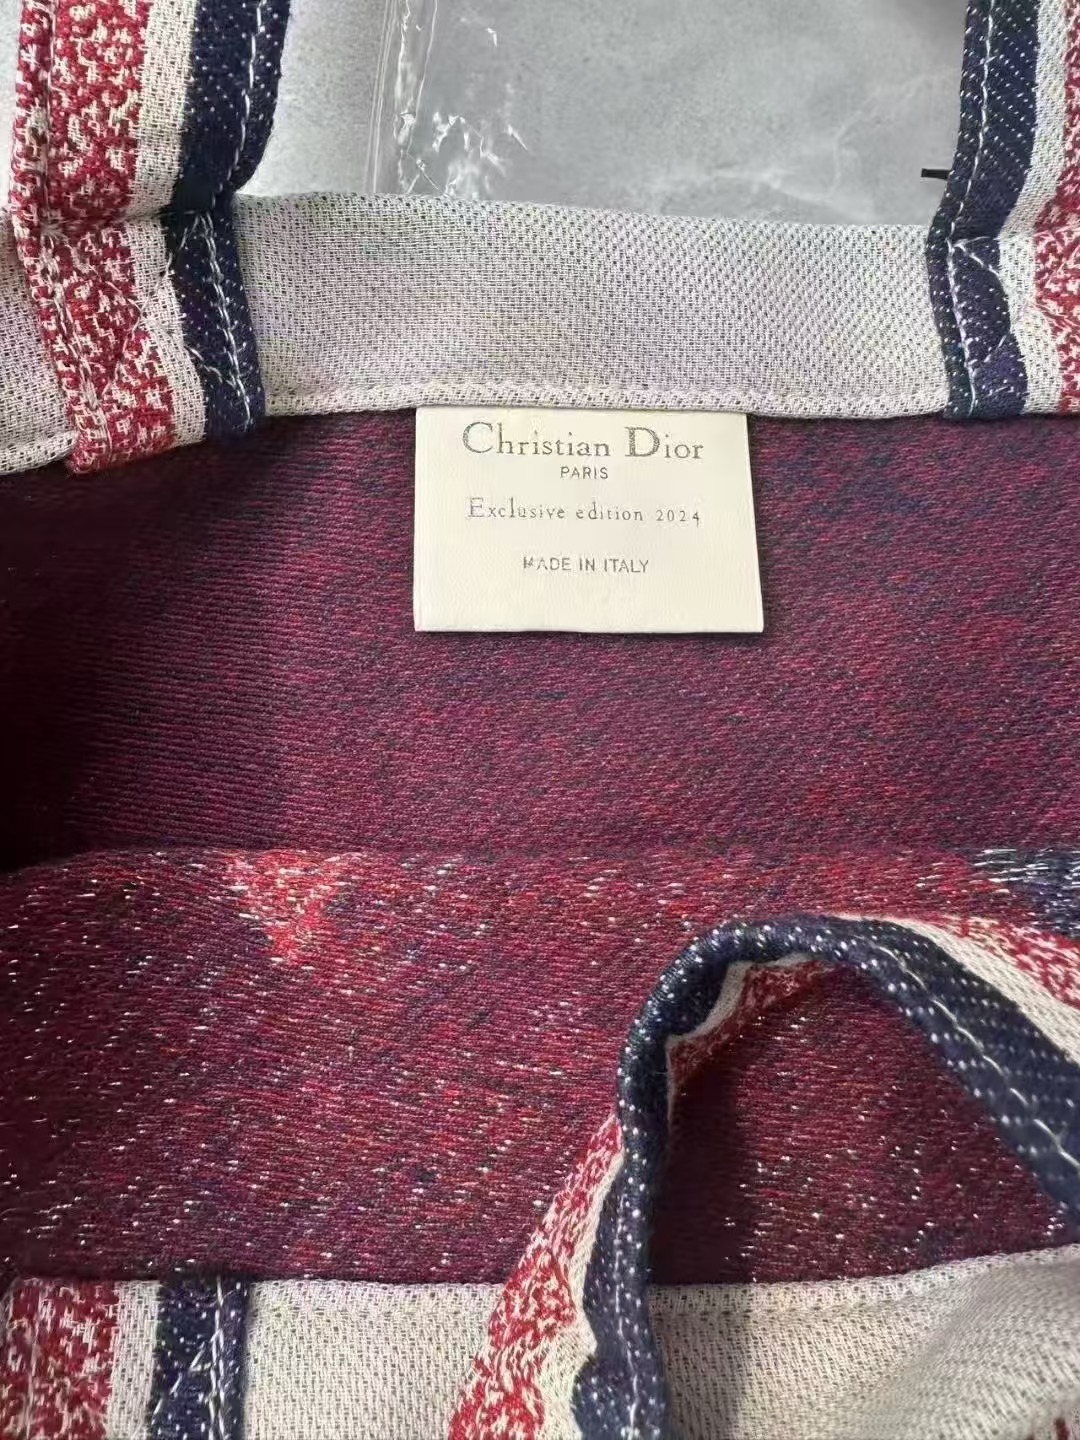 Christian Dior
PARIS
Exclusive edition 2024
MADE IN ITALY